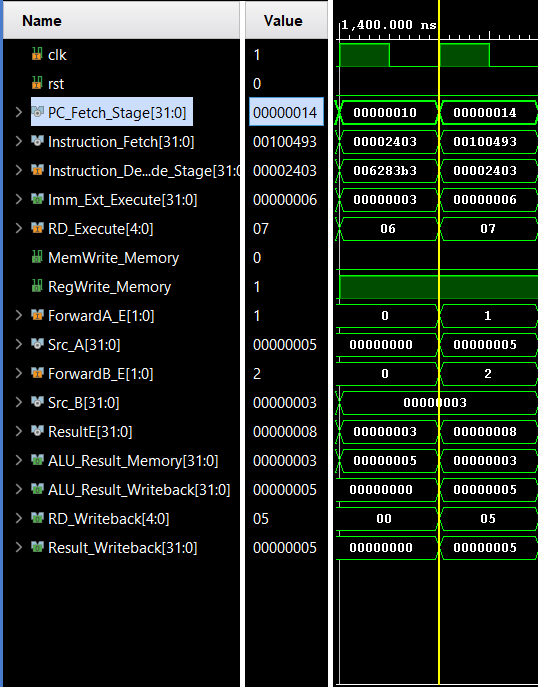 Name Value 1,400.000 ns
clk 1
rst 0
PC_Fetch_Stage[31:0] 00000014 00000010 00000014
Instruction_Fetch[31:0] 00100493 00002403 00100493
Instruction_De...de_Stage[31:0] 00002403 006283b3 00002403
Imm_Ext_Execute[31:0] 00000006 00000003 00000006
RD_Execute[4:0] 07 06 07
MemWrite_Memory 0
RegWrite_Memory 1
ForwardA_E[1:0] 1 0 1
Src_A[31:0] 00000005 00000000 00000005
ForwardB_E[1:0] 2 0 2
Src_B[31:0] 00000003 00000003
ResultE[31:0] 00000008 00000003 00000008
ALU_Result_Memory[31:0] 00000003 00000005 00000003
ALU_Result_Writeback[31:0] 00000005 00000000 00000005
RD_Writeback[4:0] 05 00 05
Result_Writeback[31:0] 00000005 00000000 00000005